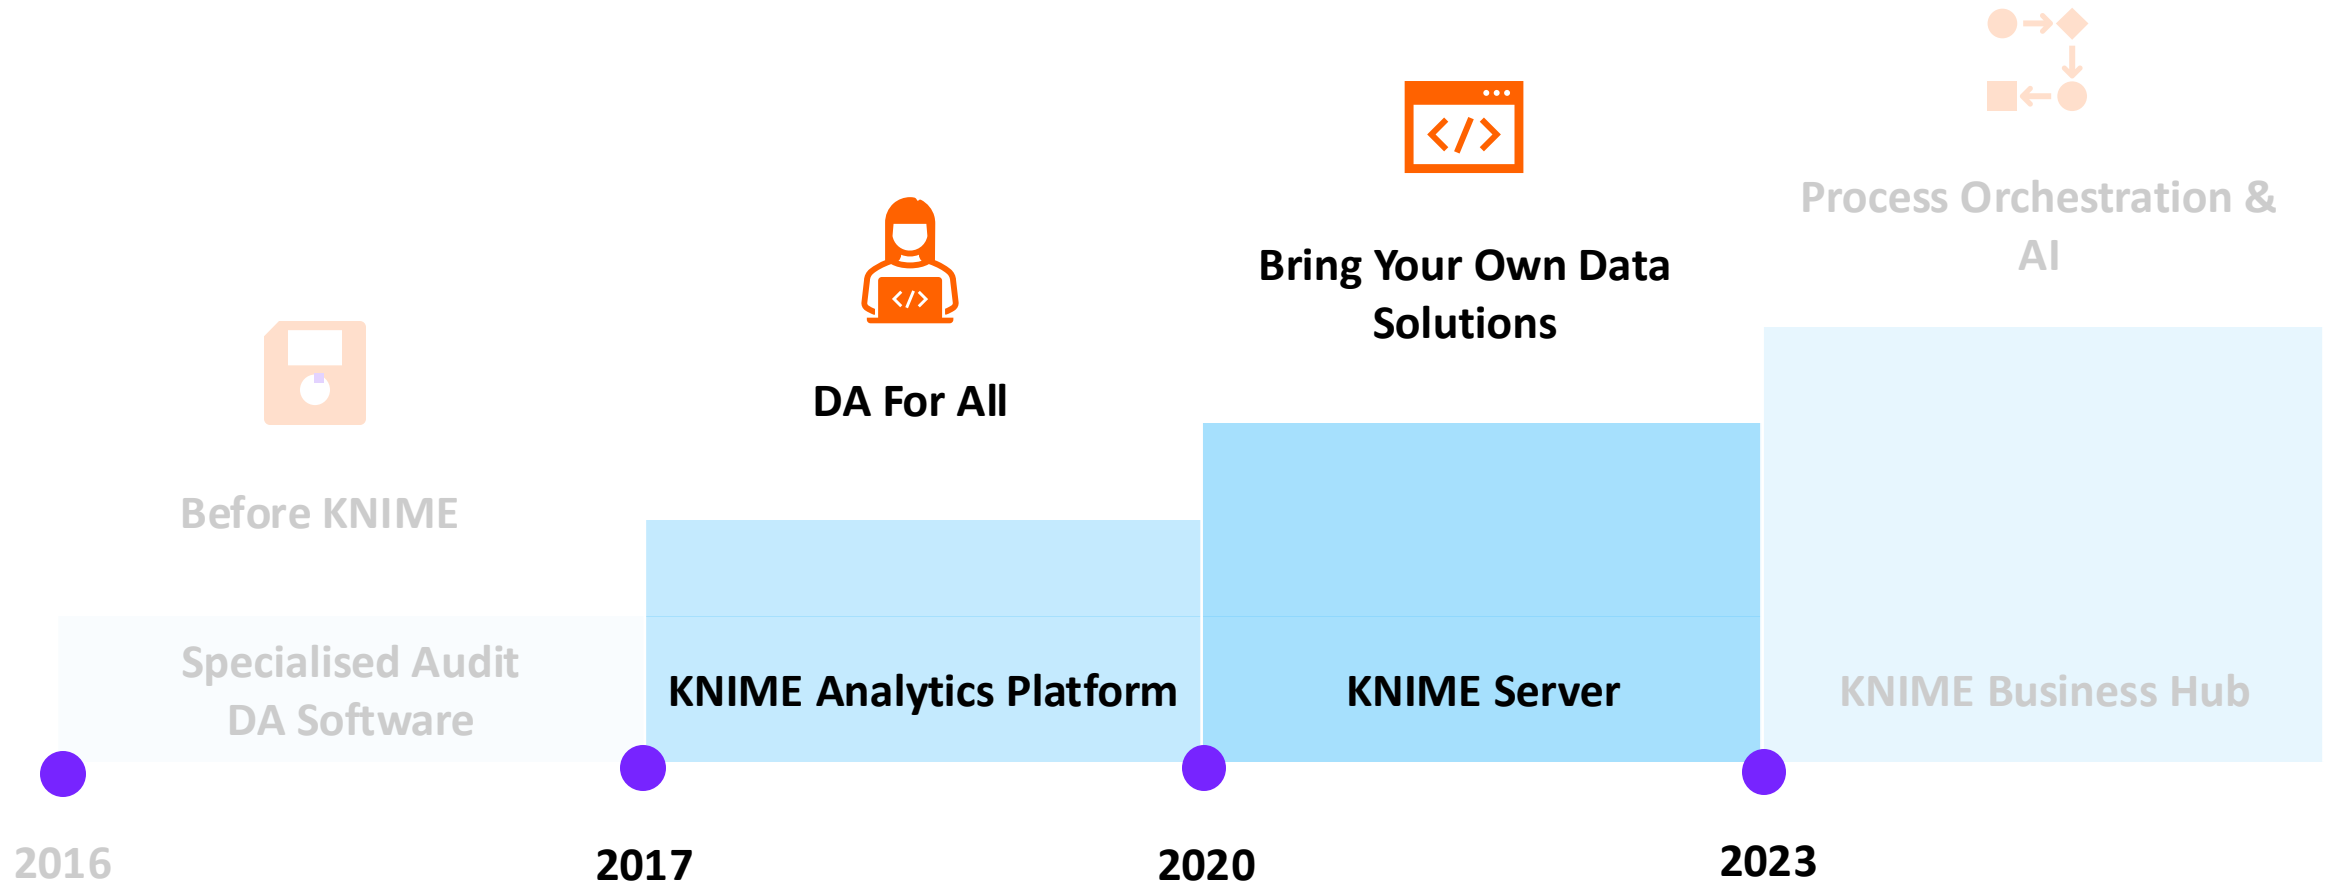 Before KNIME
Specialised Audit
DA Software
2016
DA For All
KNIME Analytics Platform
2017
Bring Your Own Data
Solutions
KNIME Server
2020
Process Orchestration &
AI
KNIME Business Hub
2023